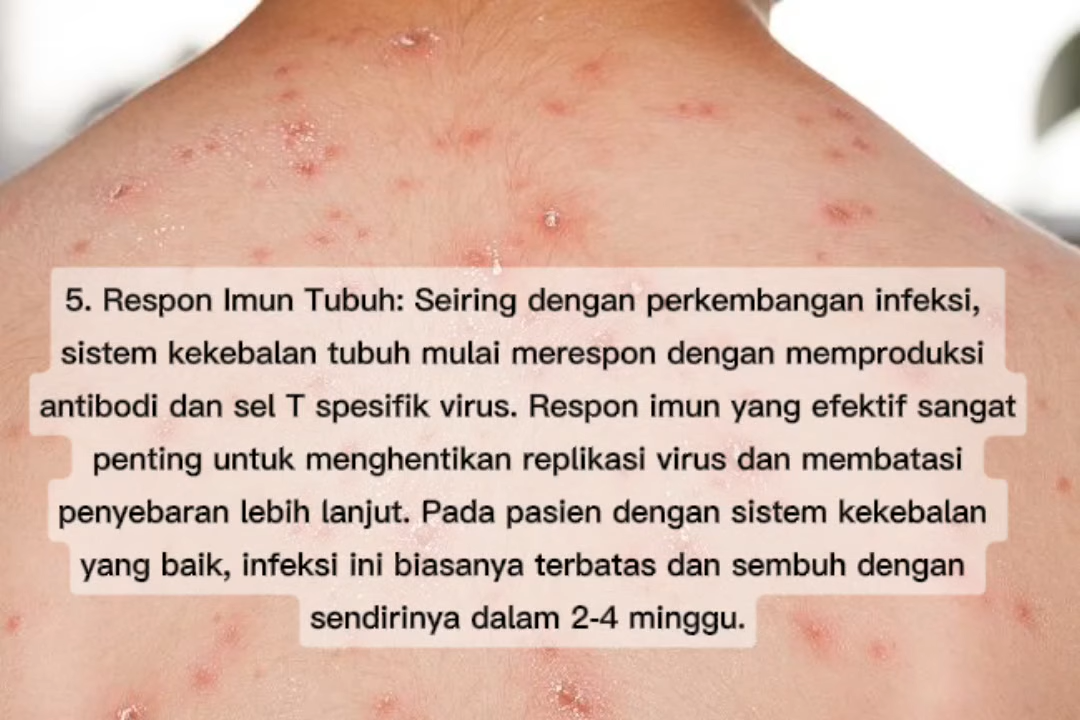 5. Respon Imun Tubuh: Seiring dengan perkembangan infeksi,
sistem kekebalan tubuh mulai merespon dengan memproduksi
antibodi dan sel T spesifik virus. Respon imun yang efektif sangat
penting untuk menghentikan replikasi virus dan membatasi
penyebaran lebih lanjut. Pada pasien dengan sistem kekebalan
yang baik, infeksi ini biasanya terbatas dan sembuh dengan
sendirinya dalam 2-4 minggu.